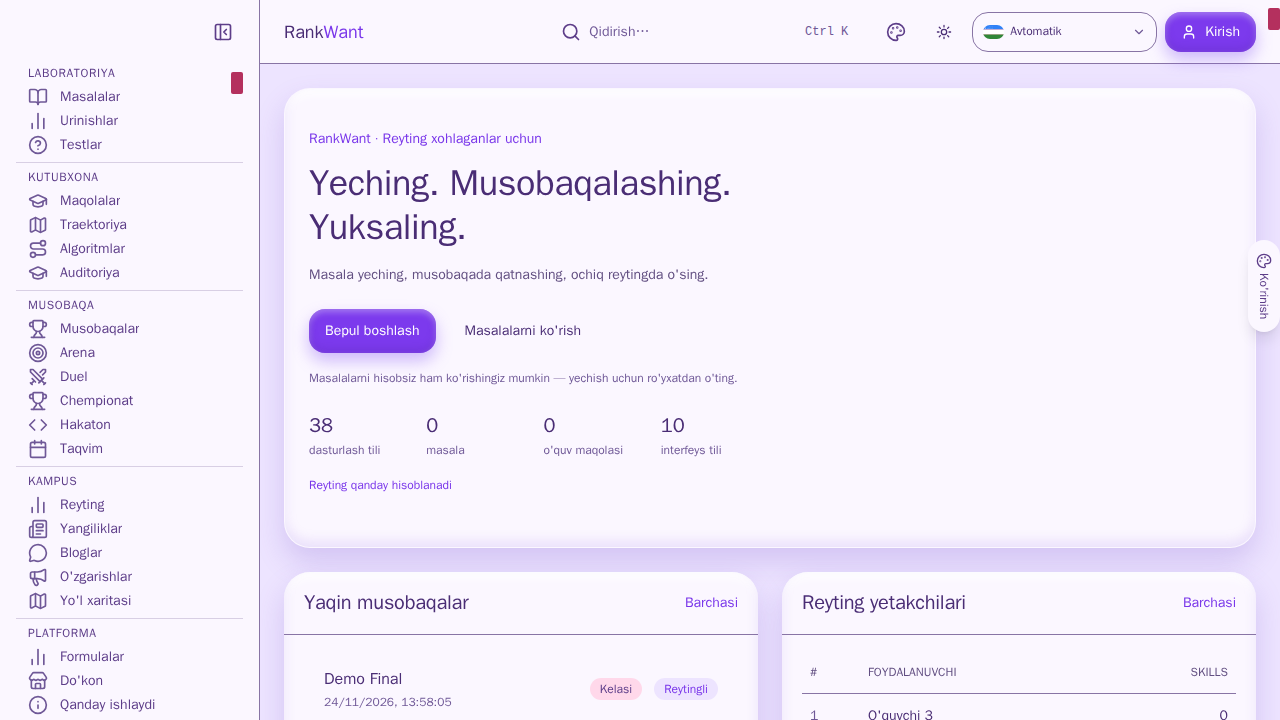 LABORATORIYA
Masalalar
Urinishlar
Testlar
KUTUBXONA
Maqolalar
Traektoriya
Algoritmlar
Auditoriya
MUSOBAQA
Musobaqalar
Arena
Duel
Chempionat
Hakaton
Taqvim
KAMPUS
Reyting
Yangiliklar
Bloglar
O'zgarishlar
Yo'l xaritasi
PLATFORMA
Formulalar
Do'kon
Qanday ishlaydi
RankWant
Qidirish…
Ctrl K
Avtomatik
Kirish
RankWant · Reyting xohlaganlar uchun
Yeching. Musobaqalashing.
Yuksaling.
Masala yeching, musobaqada qatnashing, ochiq reytingda o'sing.
Bepul boshlash
Masalalarni ko'rish
Masalalarni hisobsiz ham ko'rishingiz mumkin — yechish uchun ro'yxatdan o'ting.
38
dasturlash tili
0
masala
0
o'quv maqolasi
10
interfeys tili
Reyting qanday hisoblanadi
Ko'rinish
Yaqin musobaqalar
Barchasi
Demo Final
24/11/2026, 13:58:05
Kelasi
Reytingli
Reyting yetakchilari
Barchasi
# FOYDALANUVCHI SKILLS
1 O'quvchi 3 0